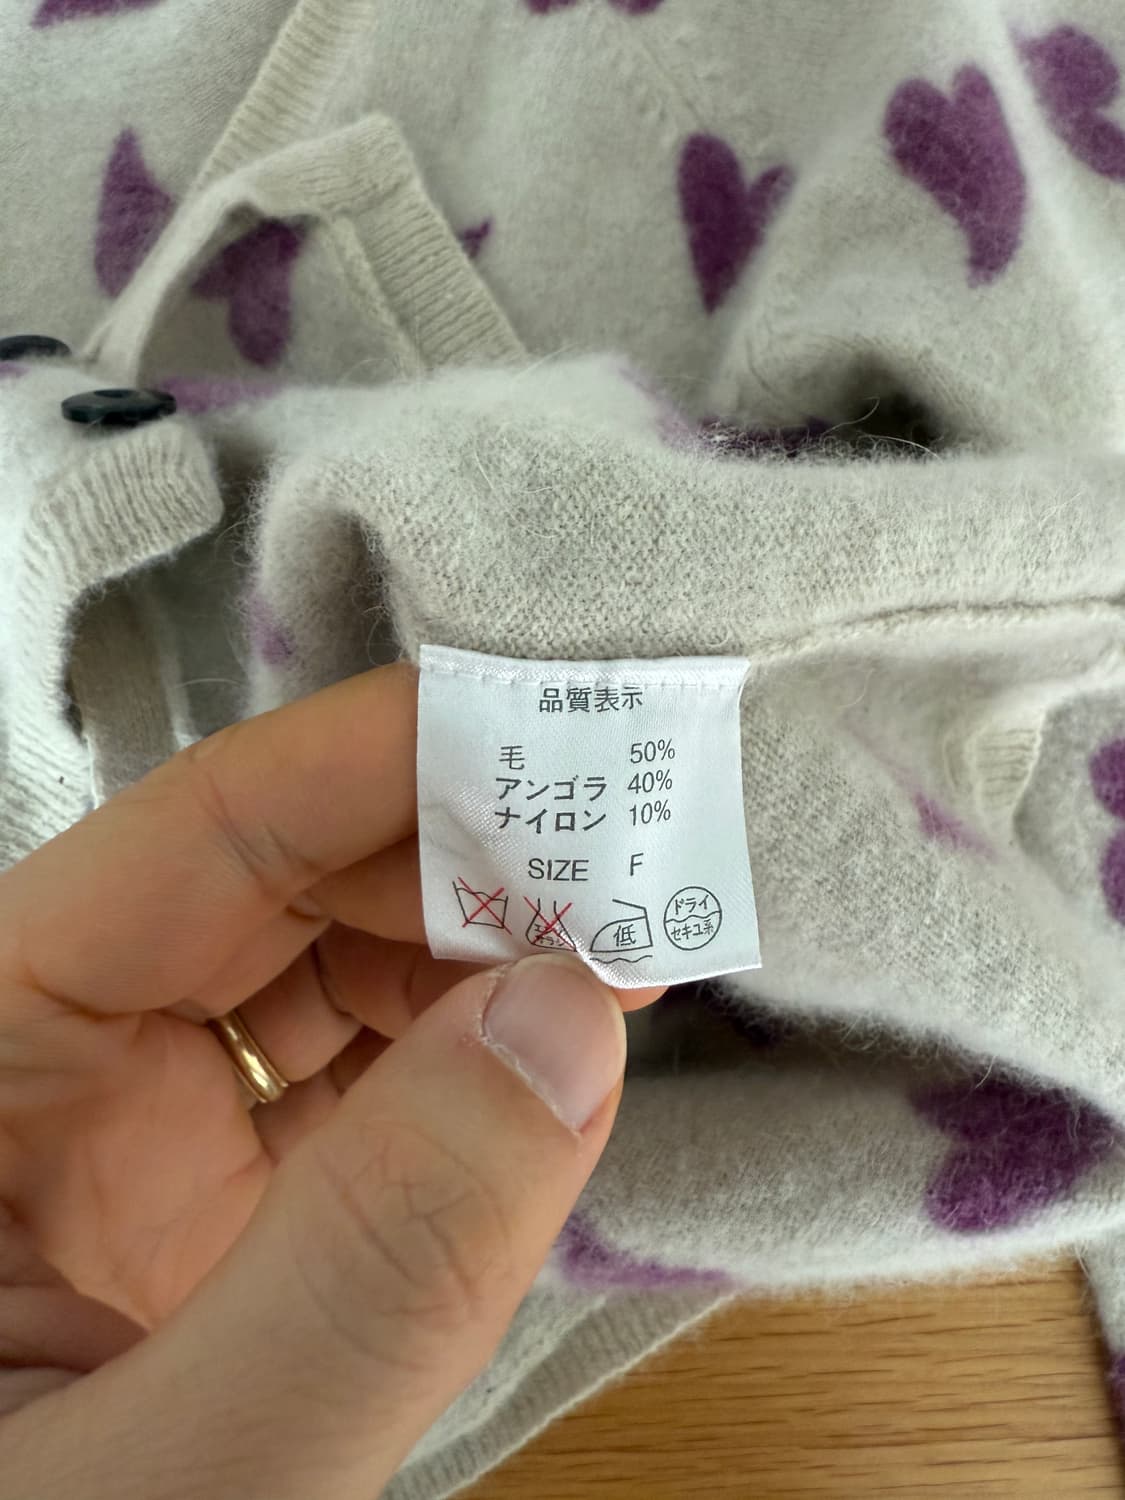 品質表示
毛 50%
アンゴラ 40%
ナイロン 10%
SIZE F
低
ドライ
セキユ系